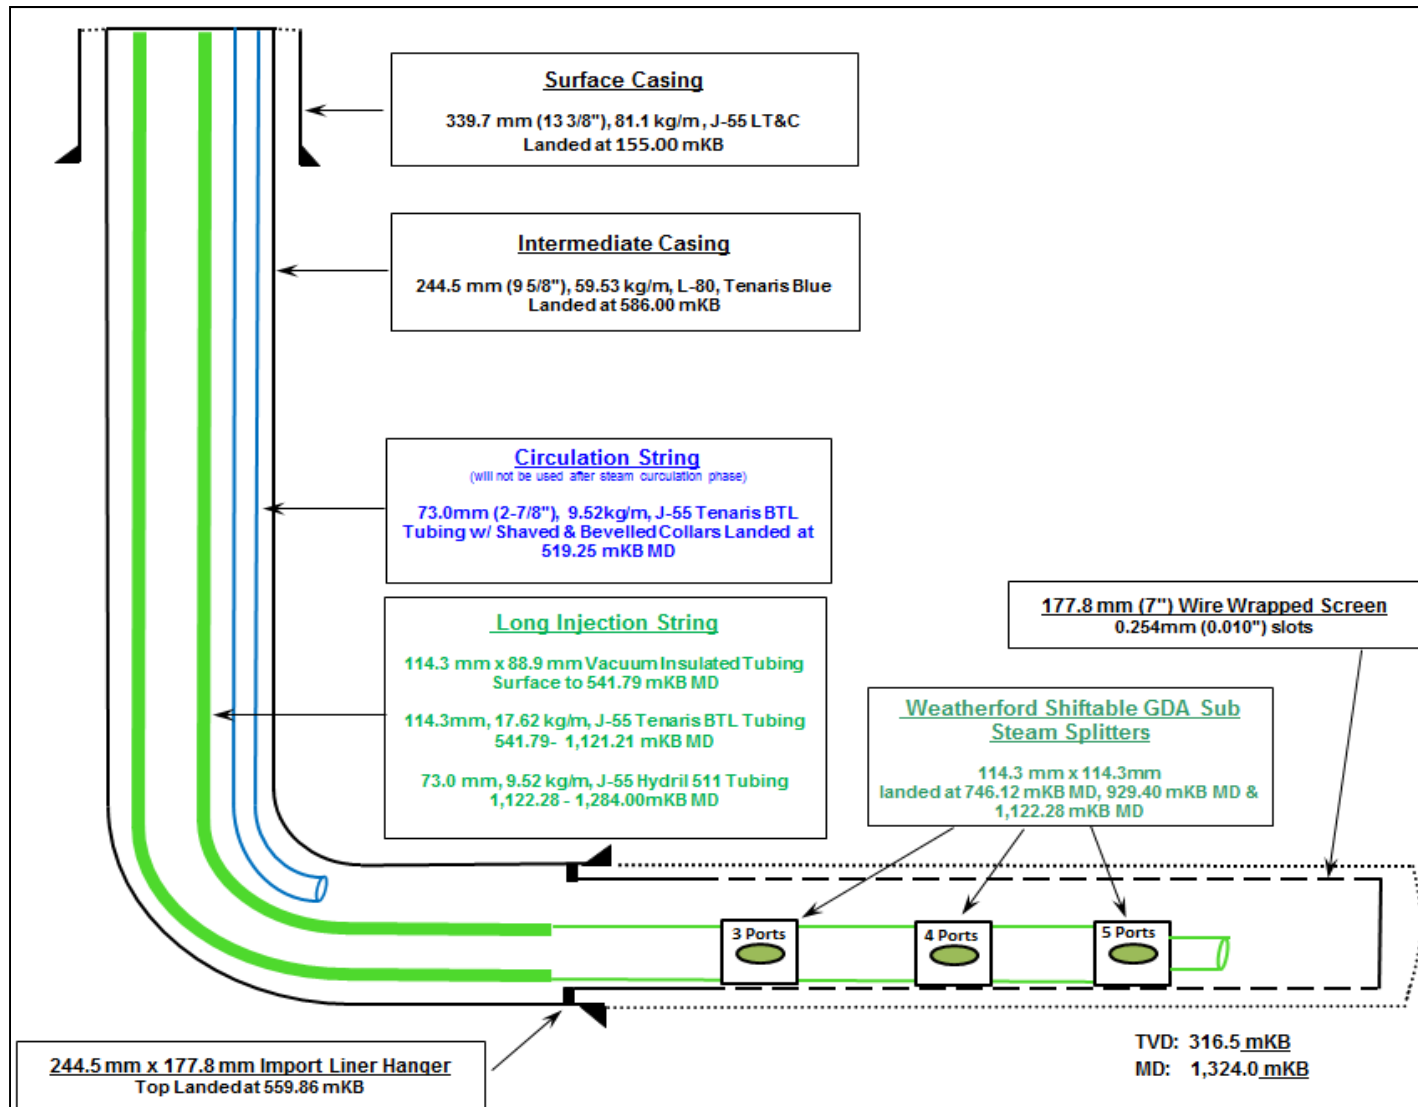 Surface Casing
339.7 mm (13 3/8"), 81.1 kg/m, J-55 LT&C
Landed at 155.00 mKB
Intermediate Casing
244.5 mm (9 5/8"), 59.53 kg/m, L-80, Tenaris Blue
Landed at 586.00 mKB
Circulation String
(will not be used after steam curculation phase)
73.0mm (2-7/8"), 9.52kg/m, J-55 Tenaris BTL
Tubing w/ Shaved & Bevelled Collars Landed at
519.25 mKB MD
Long Injection String
114.3 mm x 88.9 mm Vacuum Insulated Tubing
Surface to 541.79 mKB MD
114.3mm, 17.62 kg/m, J-55 Tenaris BTL Tubing
541.79- 1,121.21 mKB MD
73.0 mm, 9.52 kg/m, J-55 Hydril 511 Tubing
1,122.28 - 1,284.00mKB MD
177.8 mm (7") Wire Wrapped Screen
0.254mm (0.010") slots
Weatherford Shiftable GDA Sub
Steam Splitters
114.3 mm x 114.3mm
landed at 746.12 mKB MD, 929.40 mKB MD &
1,122.28 mKB MD
3 Ports
4 Ports
5 Ports
244.5 mm x 177.8 mm Import Liner Hanger
Top Landed at 559.86 mKB
TVD: 316.5 mKB
MD: 1,324.0 mKB